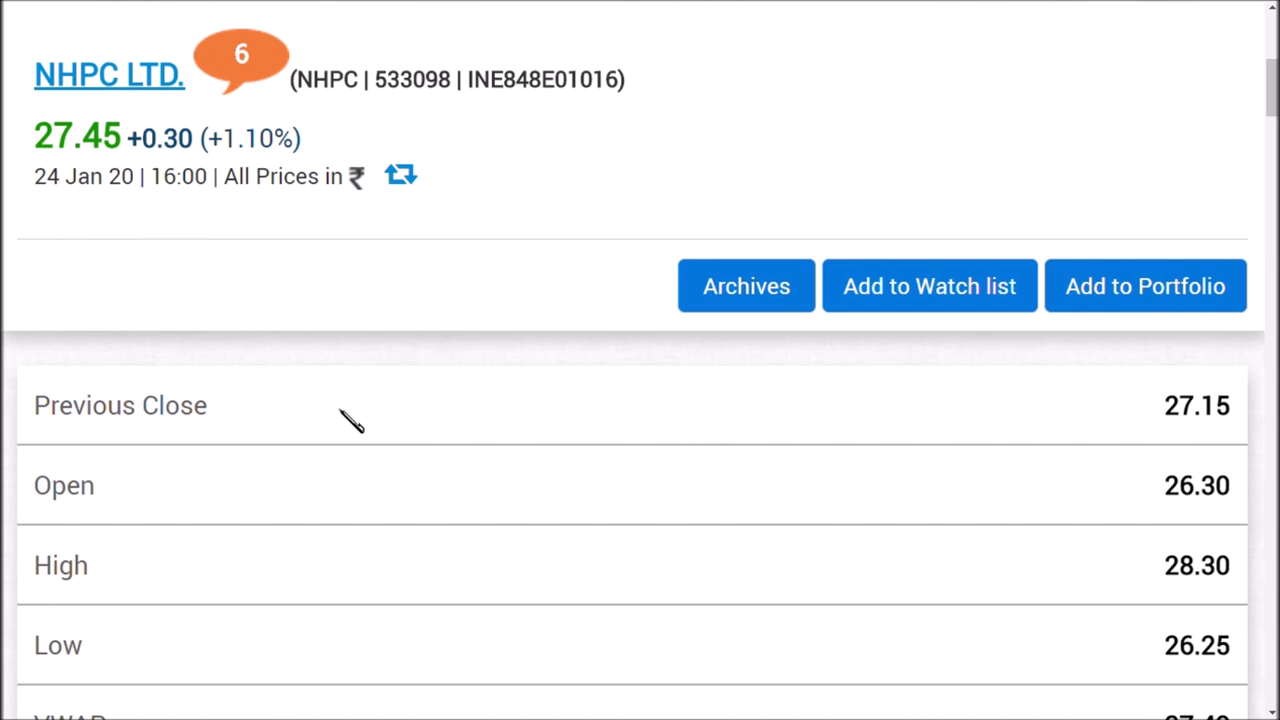 NHPC LTD. 6 (NHPC | 533098 | INE848E01016)
27.45 +0.30 (+1.10%)
24 Jan 20 | 16:00 | All Prices in ₹
Archives Add to Watch list Add to Portfolio
Previous Close 27.15
Open 26.30
High 28.30
Low 26.25
VWAP